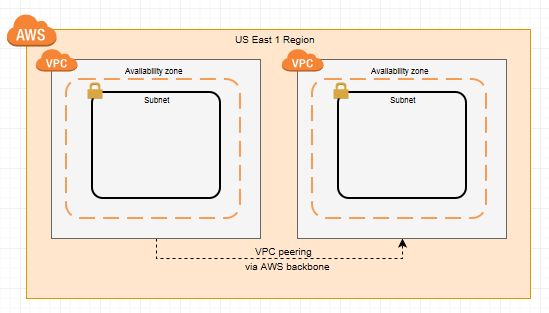 AWS
US East 1 Region
VPC
VPC
Availability zone
Availability zone
Subnet
Subnet
VPC peering
via AWS backbone